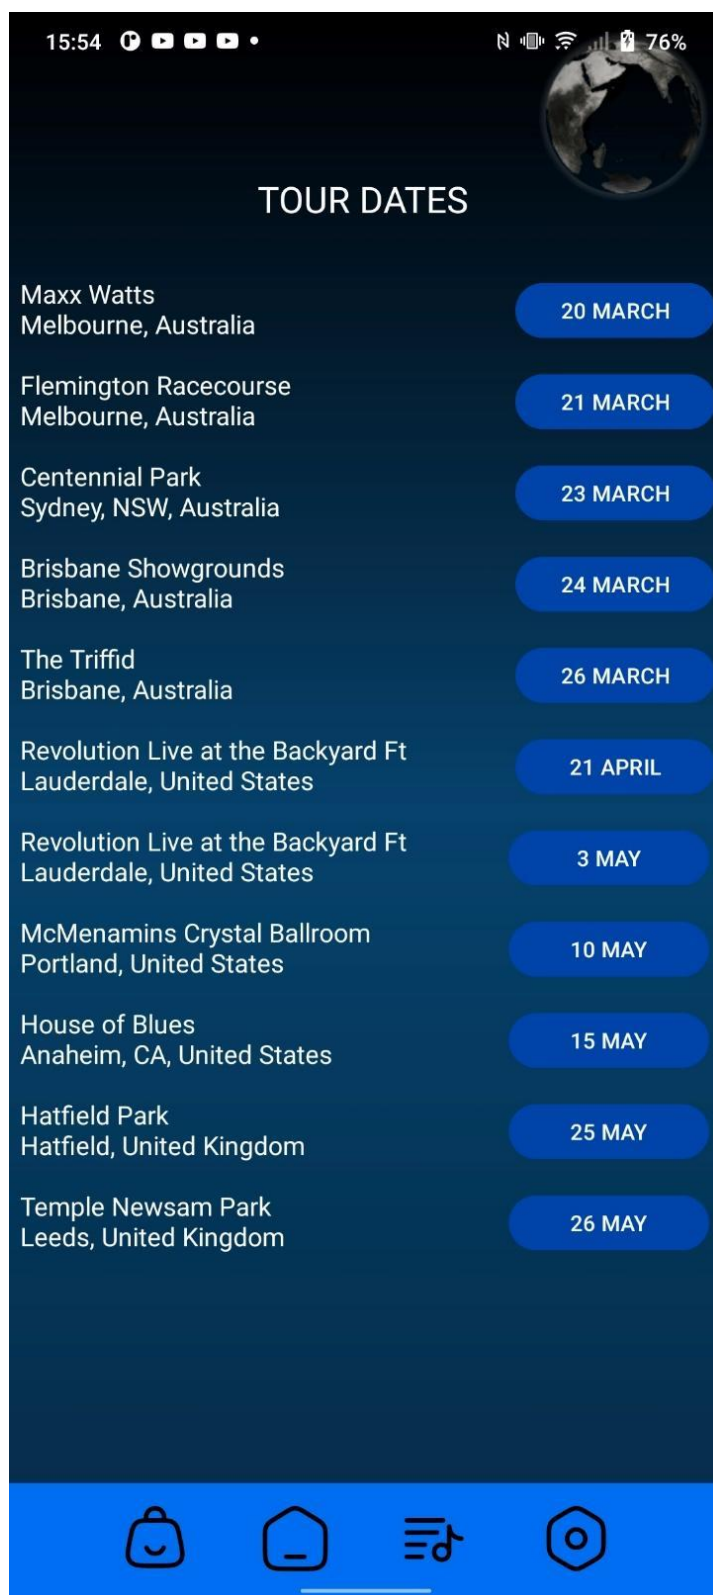 15:54
76%
TOUR DATES
Maxx Watts
Melbourne, Australia
20 MARCH
Flemington Racecourse
Melbourne, Australia
21 MARCH
Centennial Park
Sydney, NSW, Australia
23 MARCH
Brisbane Showgrounds
Brisbane, Australia
24 MARCH
The Triffid
Brisbane, Australia
26 MARCH
Revolution Live at the Backyard Ft
Lauderdale, United States
21 APRIL
Revolution Live at the Backyard Ft
Lauderdale, United States
3 MAY
McMenamins Crystal Ballroom
Portland, United States
10 MAY
House of Blues
Anaheim, CA, United States
15 MAY
Hatfield Park
Hatfield, United Kingdom
25 MAY
Temple Newsam Park
Leeds, United Kingdom
26 MAY